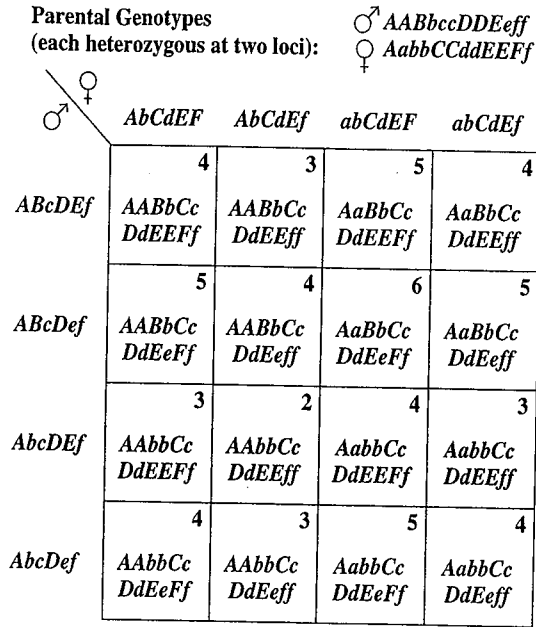 Parental Genotypes
(each heterozygous at two loci):
♂ AABbccDDEeff
♀ AabbCCddEEFf
♀
♂
AbCdEF AbCdEf abCdEF abCdEf
4 3 5 4
ABcDEf AABbCc AABbCc AaBbCc AaBbCc
DdEEFf DdEEff DdEEFf DdEEff
5 4 6 5
ABcDef AABbCc AABbCc AaBbCc AaBbCc
DdEeFf DdEeff DdEeFf DdEeff
3 2 4 3
AbcDEf AAbbCc AAbbCc AabbCc AabbCc
DdEEFf DdEEff DdEEFf DdEEff
4 3 5 4
AbcDef AAbbCc AAbbCc AabbCc AabbCc
DdEeFf DdEeff DdEeFf DdEeff